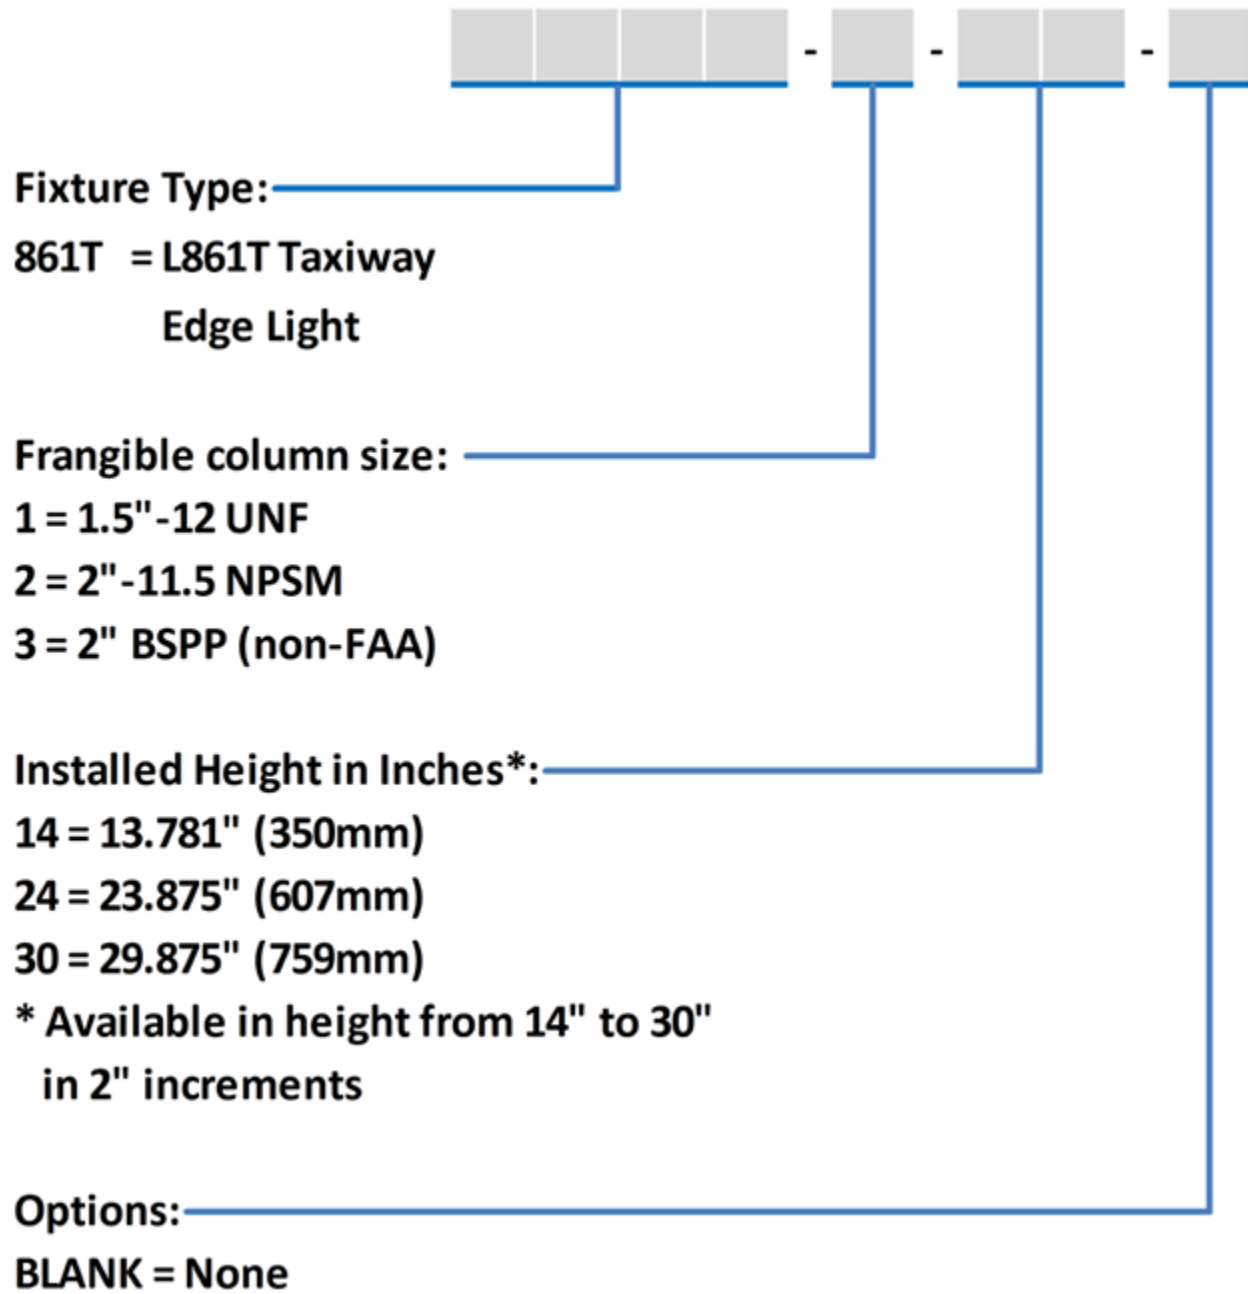 - - -
Fixture Type:
861T = L861T Taxiway
Edge Light
Frangible column size:
1 = 1.5"-12 UNF
2 = 2"-11.5 NPSM
3 = 2" BSPP (non-FAA)
Installed Height in Inches*:
14 = 13.781" (350mm)
24 = 23.875" (607mm)
30 = 29.875" (759mm)
* Available in height from 14" to 30"
in 2" increments
Options:
BLANK = None